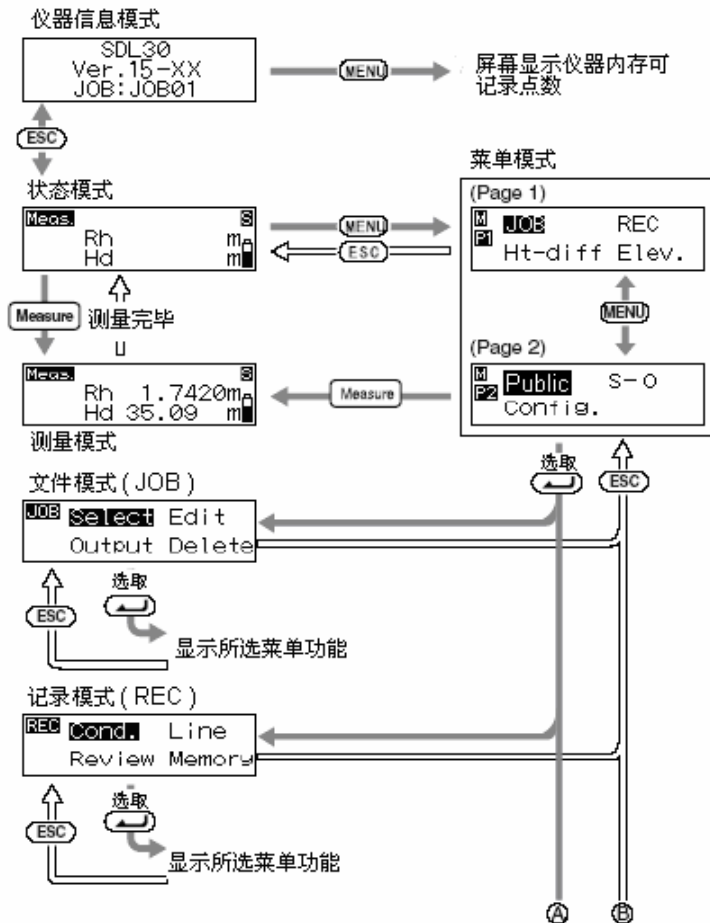 仪器信息模式
SDL30
Ver.15-XX
JOB:JOB01
MENU
屏幕显示仪器内存可
记录点数
ESC
状态模式
Meas. S
Rh m
Hd m
MENU
ESC
菜单模式
(Page 1)
M JOB REC
P1 Ht-diff Elev.
MENU
(Page 2)
M Public S-O
P2 Config.
Measure
测量完毕
U
Meas. S
Rh 1.7420m
Hd 35.09 m
测量模式
Measure
选取
ESC
文件模式(JOB)
JOB Select Edit
Output Delete
ESC
选取
显示所选菜单功能
记录模式(REC)
REC Cond. Line
Review Memory
ESC
选取
显示所选菜单功能
A B